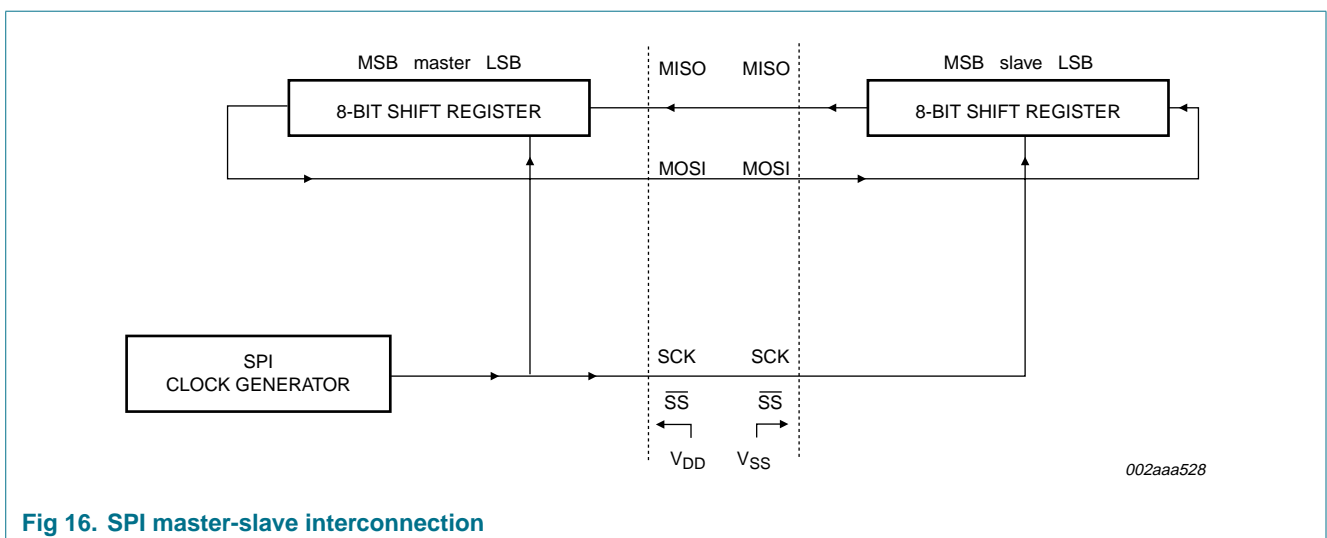 MSB master LSB
MISO MISO
MSB slave LSB
8-BIT SHIFT REGISTER
8-BIT SHIFT REGISTER
MOSI MOSI
SPI
CLOCK GENERATOR
SCK SCK
SS SS
VDD VSS
002aaa528
Fig 16. SPI master-slave interconnection